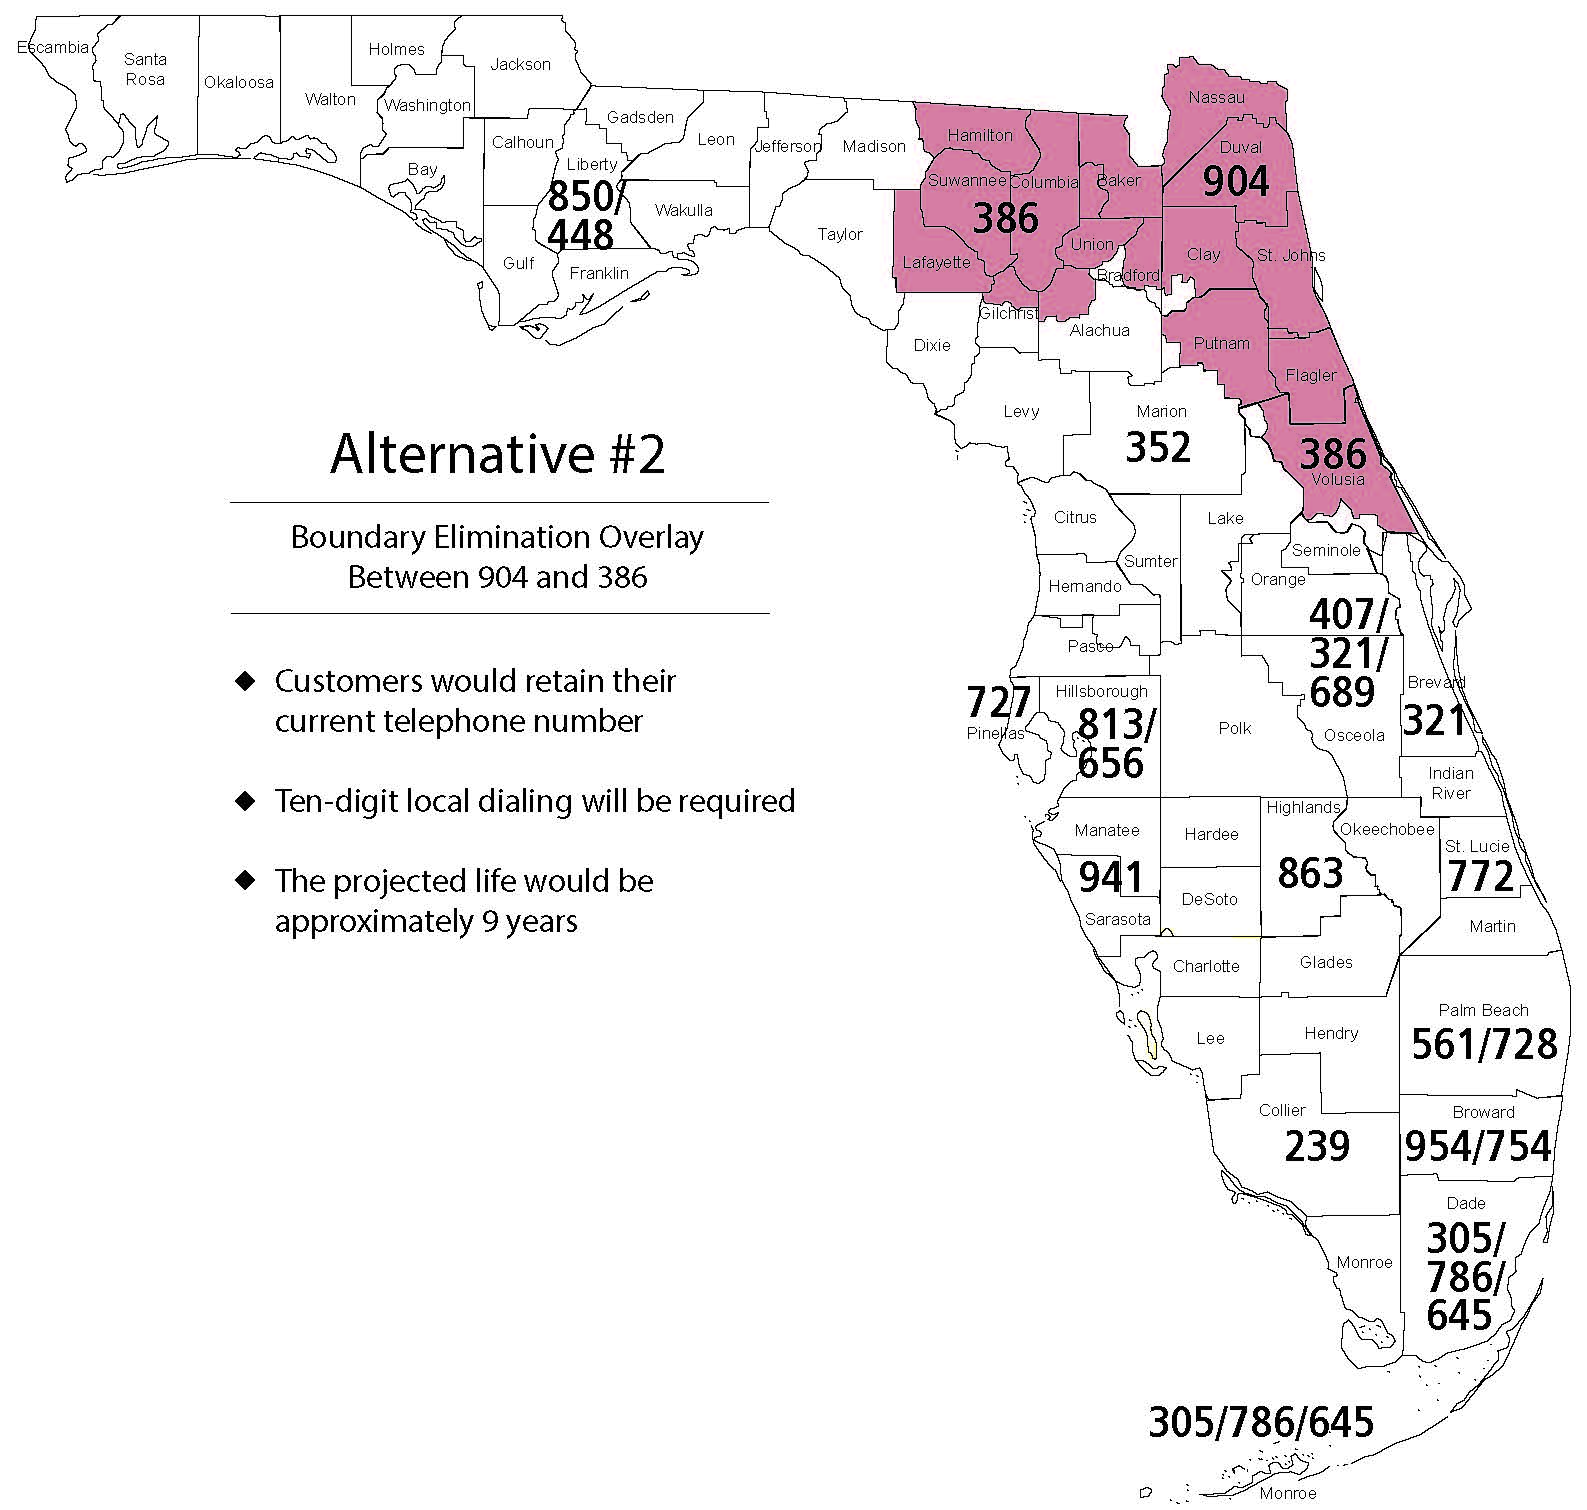 Escambia
Santa
Rosa
Okaloosa
Walton
Holmes
Washington
Jackson
Bay
Calhoun
Gulf
Liberty
850/
448
Franklin
Gadsden
Leon
Wakulla
Jefferson
Madison
Taylor
Hamilton
Suwannee
Columbia
386
Lafayette
Baker
Union
Bradford
Nassau
Duval
904
Clay
St. Johns
Gilchrist
Alachua
Dixie
Putnam
Flagler
Levy
Marion
352
386
Volusia
Alternative #2
Boundary Elimination Overlay
Between 904 and 386
◆ Customers would retain their
current telephone number
◆ Ten-digit local dialing will be required
◆ The projected life would be
approximately 9 years
Citrus
Sumter
Lake
Seminole
Orange
Hernando
407/
321/
689
Pasco
Brevard
321
727
Pinellas
Hillsborough
813/
656
Polk
Osceola
Indian
River
Manatee
Hardee
Highlands
Okeechobee
St. Lucie
772
941
863
DeSoto
Sarasota
Martin
Charlotte
Glades
Palm Beach
561/728
Lee
Hendry
Collier
239
Broward
954/754
Dade
305/
786/
645
Monroe
305/786/645
Monroe